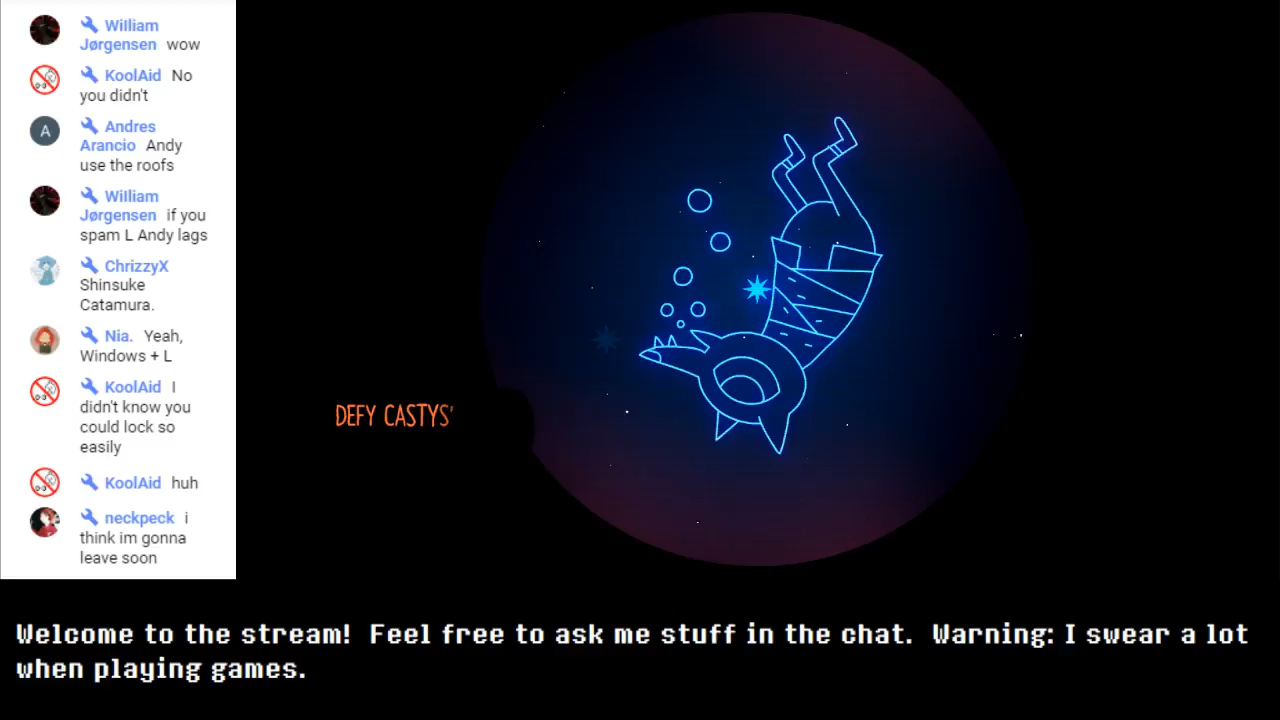 William
Jørgensen wow
KoolAid No
you didn't
A
Andres
Arancio Andy
use the roofs
William
Jørgensen if you
spam L Andy lags
ChrizzyX
Shinsuke
Catamura.
Nia. Yeah,
Windows + L
KoolAid I
didn't know you
could lock so
easily
KoolAid huh
neckpeck i
think im gonna
leave soon
DEFY CASTYS'
Welcome to the stream! Feel free to ask me stuff in the chat. Warning: I swear a lot
when playing games.